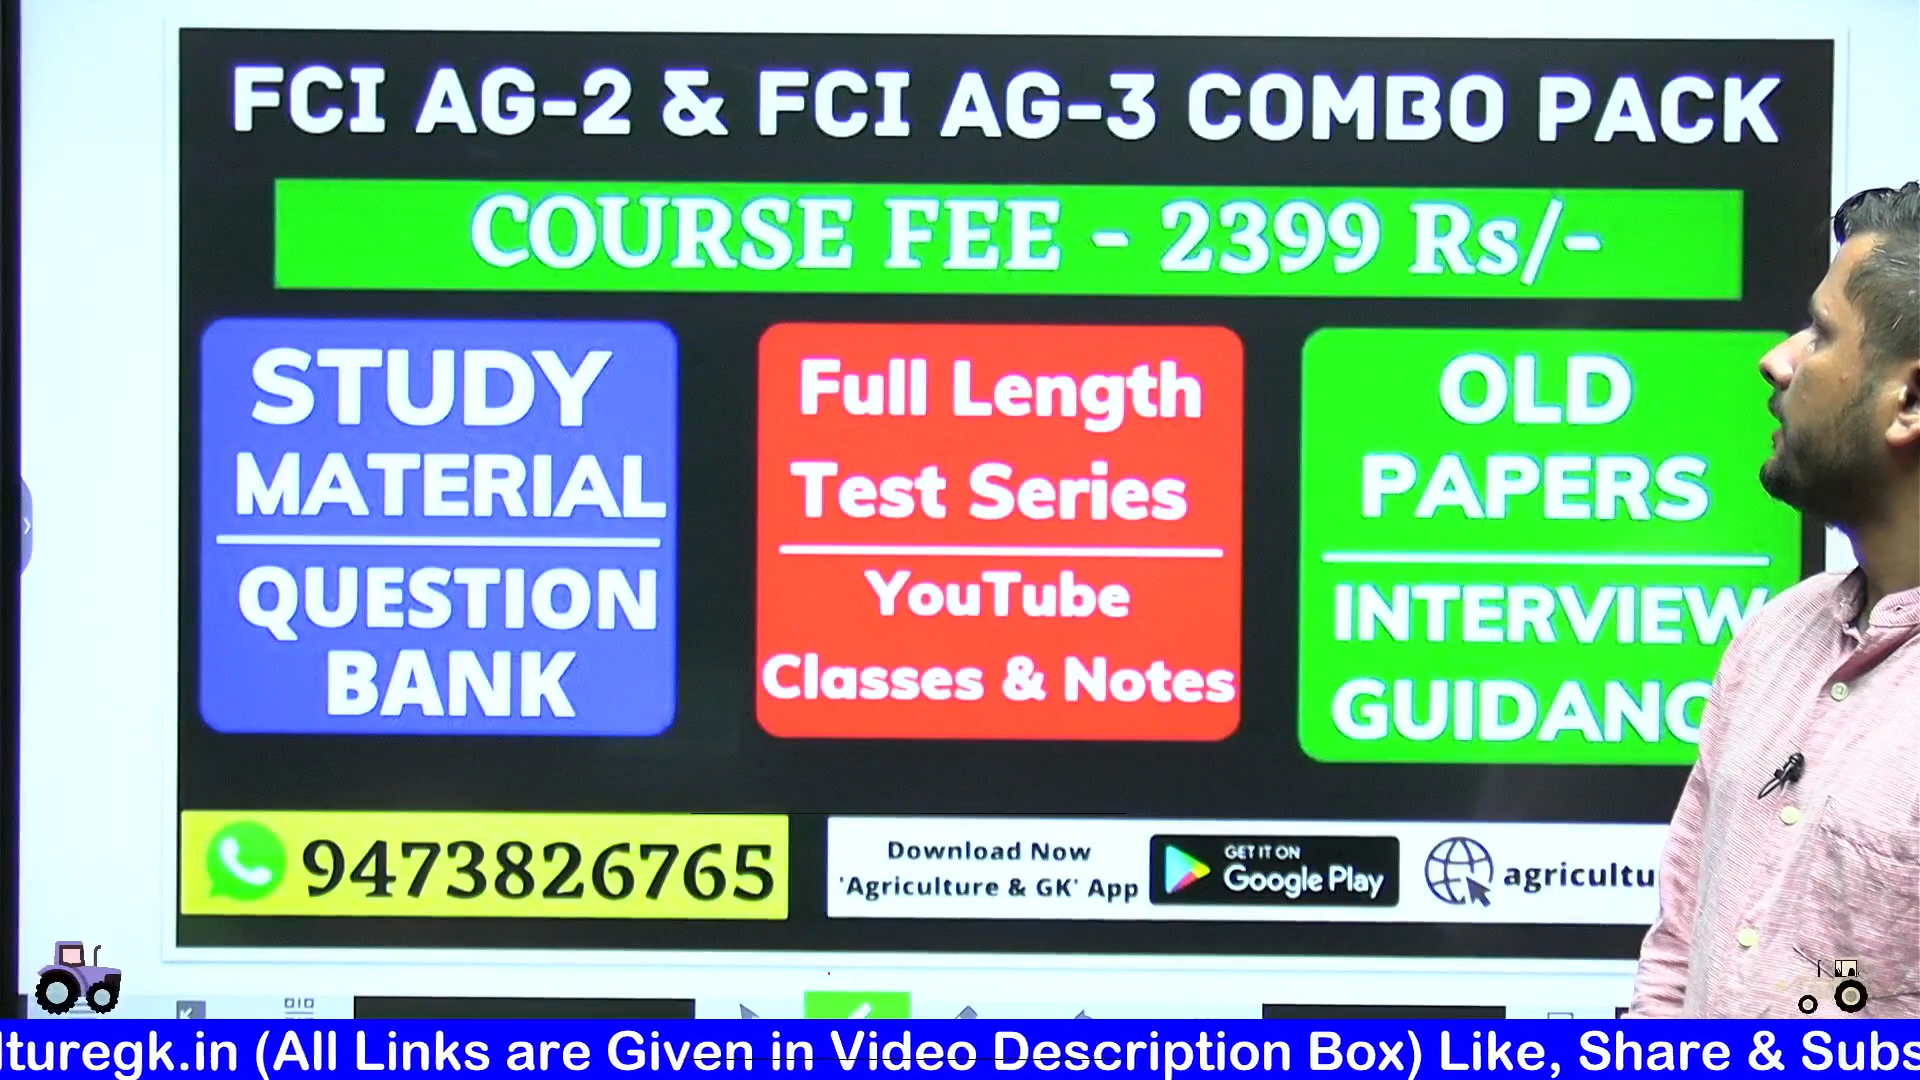 FCI AG-2 & FCI AG-3 COMBO PACK
COURSE FEE - 2399 Rs/-
STUDY
MATERIAL
QUESTION
BANK
Full Length
Test Series
YouTube
Classes & Notes
OLD
PAPERS
INTERVIEW
GUIDANC
9473826765
Download Now
'Agriculture & GK' App
GET IT ON
Google Play
agricultu
lturegk.in (All Links are Given in Video Description Box) Like, Share & Subs